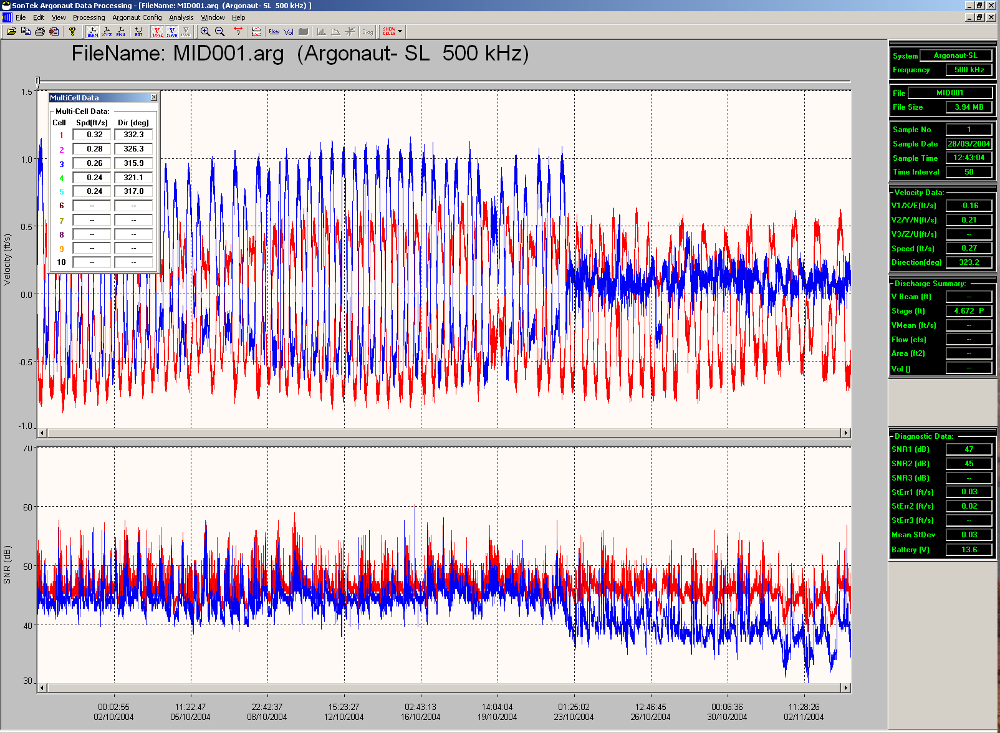 SonTek Argonaut Data Processing - [FileName: MID001.arg (Argonaut- SL 500 kHz) ]
File Edit View Processing Argonaut Config Analysis Window Help
BEAM XYZ ENU ROT V 1/X/E V 2/Y/N V 3/Z/U Flow Vol Diag SHOW CELLS
FileName: MID001.arg (Argonaut- SL 500 kHz)
MultiCell Data
Multi-Cell Data:
Cell Spd(ft/s) Dir (deg)
1 0.32 332.3
2 0.28 326.3
3 0.26 315.9
4 0.24 321.1
5 0.24 317.0
6 -- --
7 -- --
8 -- --
9 -- --
10 -- --
Velocity (ft/s)
1.5
1.0
0.5
0.0
-0.5
-1.0
SNR (dB)
70
60
50
40
30
00:02:55 11:22:47 22:42:37 15:23:27 02:43:13 14:04:04 01:25:02 12:46:45 00:06:36 11:28:26
02/10/2004 05/10/2004 08/10/2004 12/10/2004 16/10/2004 19/10/2004 23/10/2004 26/10/2004 30/10/2004 02/11/2004
System Argonaut-SL
Frequency 500 kHz
File MID001
File Size 3.94 MB
Sample No 1
Sample Date 28/09/2004
Sample Time 12:43:04
Time Interval 50
Velocity Data:
V1/X/E(ft/s) -0.16
V2/Y/N(ft/s) 0.21
V3/Z/U(ft/s) --
Speed (ft/s) 0.27
Direction(deg) 323.2
Discharge Summary:
V Beam (ft) --
Stage (ft) 4.672 P
VMean (ft/s) --
Flow (cfs) --
Area (ft2) --
Vol () --
Diagnostic Data:
SNR1 (dB) 47
SNR2 (dB) 45
SNR3 (dB) --
StErr1 (ft/s) 0.03
StErr2 (ft/s) 0.02
StErr3 (ft/s) --
Mean StDev 0.03
Battery (V) 13.6